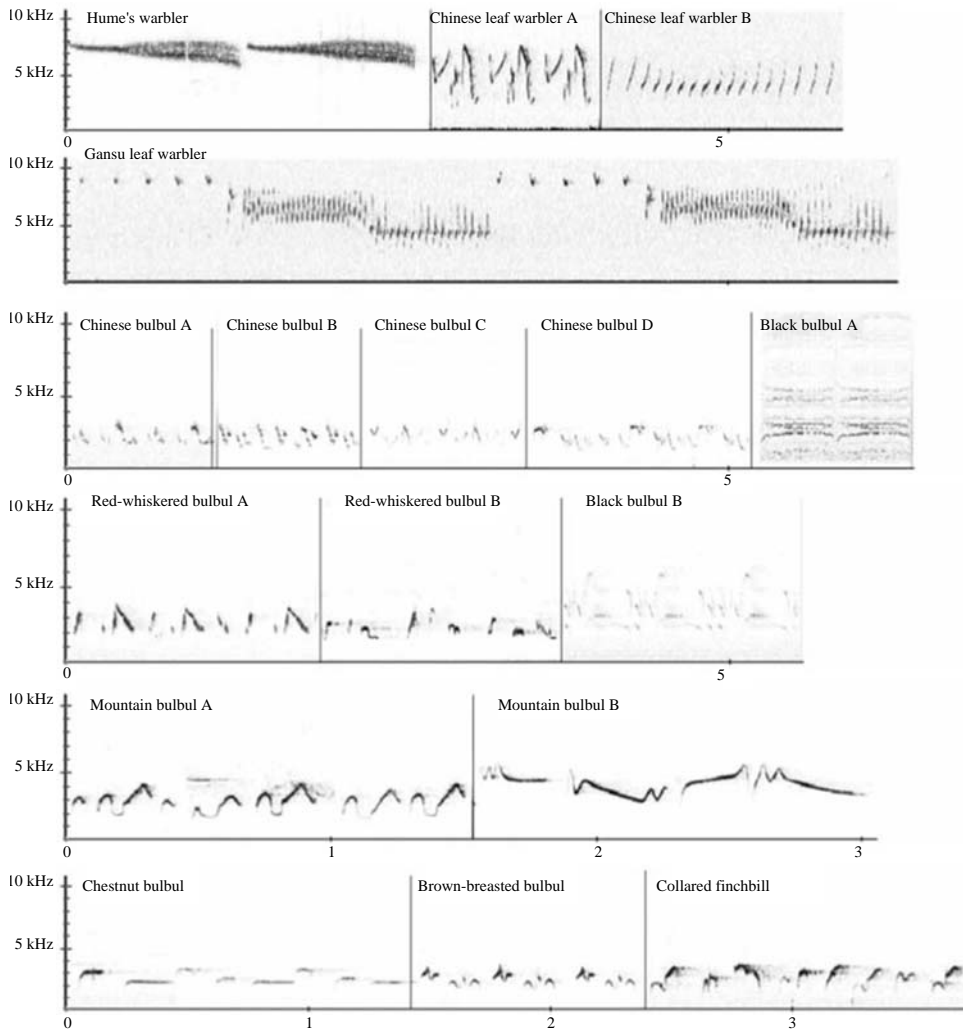 10 kHz Hume's warbler Chinese leaf warbler A Chinese leaf warbler B
5 kHz
0 5
Gansu leaf warbler
10 kHz
5 kHz
10 kHz Chinese bulbul A Chinese bulbul B Chinese bulbul C Chinese bulbul D Black bulbul A
5 kHz
0 5
10 kHz Red-whiskered bulbul A Red-whiskered bulbul B Black bulbul B
5 kHz
0 5
10 kHz Mountain bulbul A Mountain bulbul B
5 kHz
0 1 2 3
10 kHz Chestnut bulbul Brown-breasted bulbul Collared finchbill
5 kHz
0 1 2 3